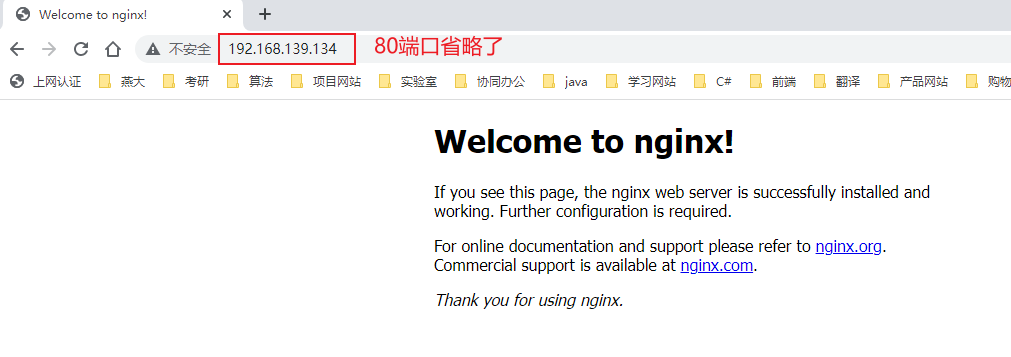 Welcome to nginx!
不安全 192.168.139.134 80端口省略了
上网认证 燕大 考研 算法 项目网站 实验室 协同办公 java 学习网站 C# 前端 翻译 产品网站 购物
Welcome to nginx!
If you see this page, the nginx web server is successfully installed and
working. Further configuration is required.
For online documentation and support please refer to nginx.org.
Commercial support is available at nginx.com.
Thank you for using nginx.